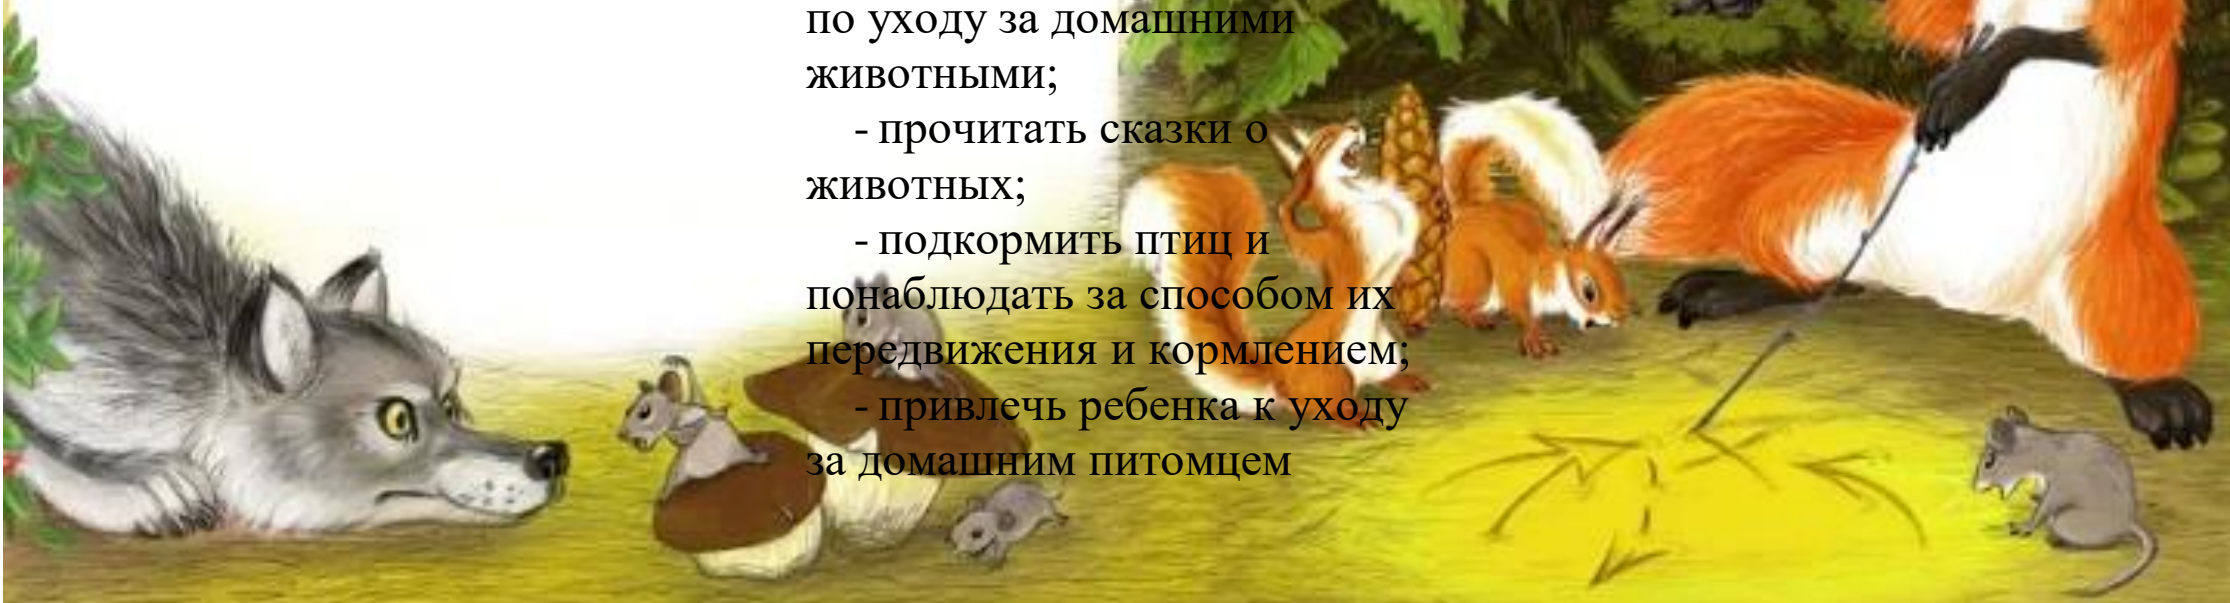 по уходу за домашними
животными;
- прочитать сказки о
животных;
- подкормить птиц и
понаблюдать за способом их
передвижения и кормлением;
- привлечь ребенка к уходу
за домашним питомцем